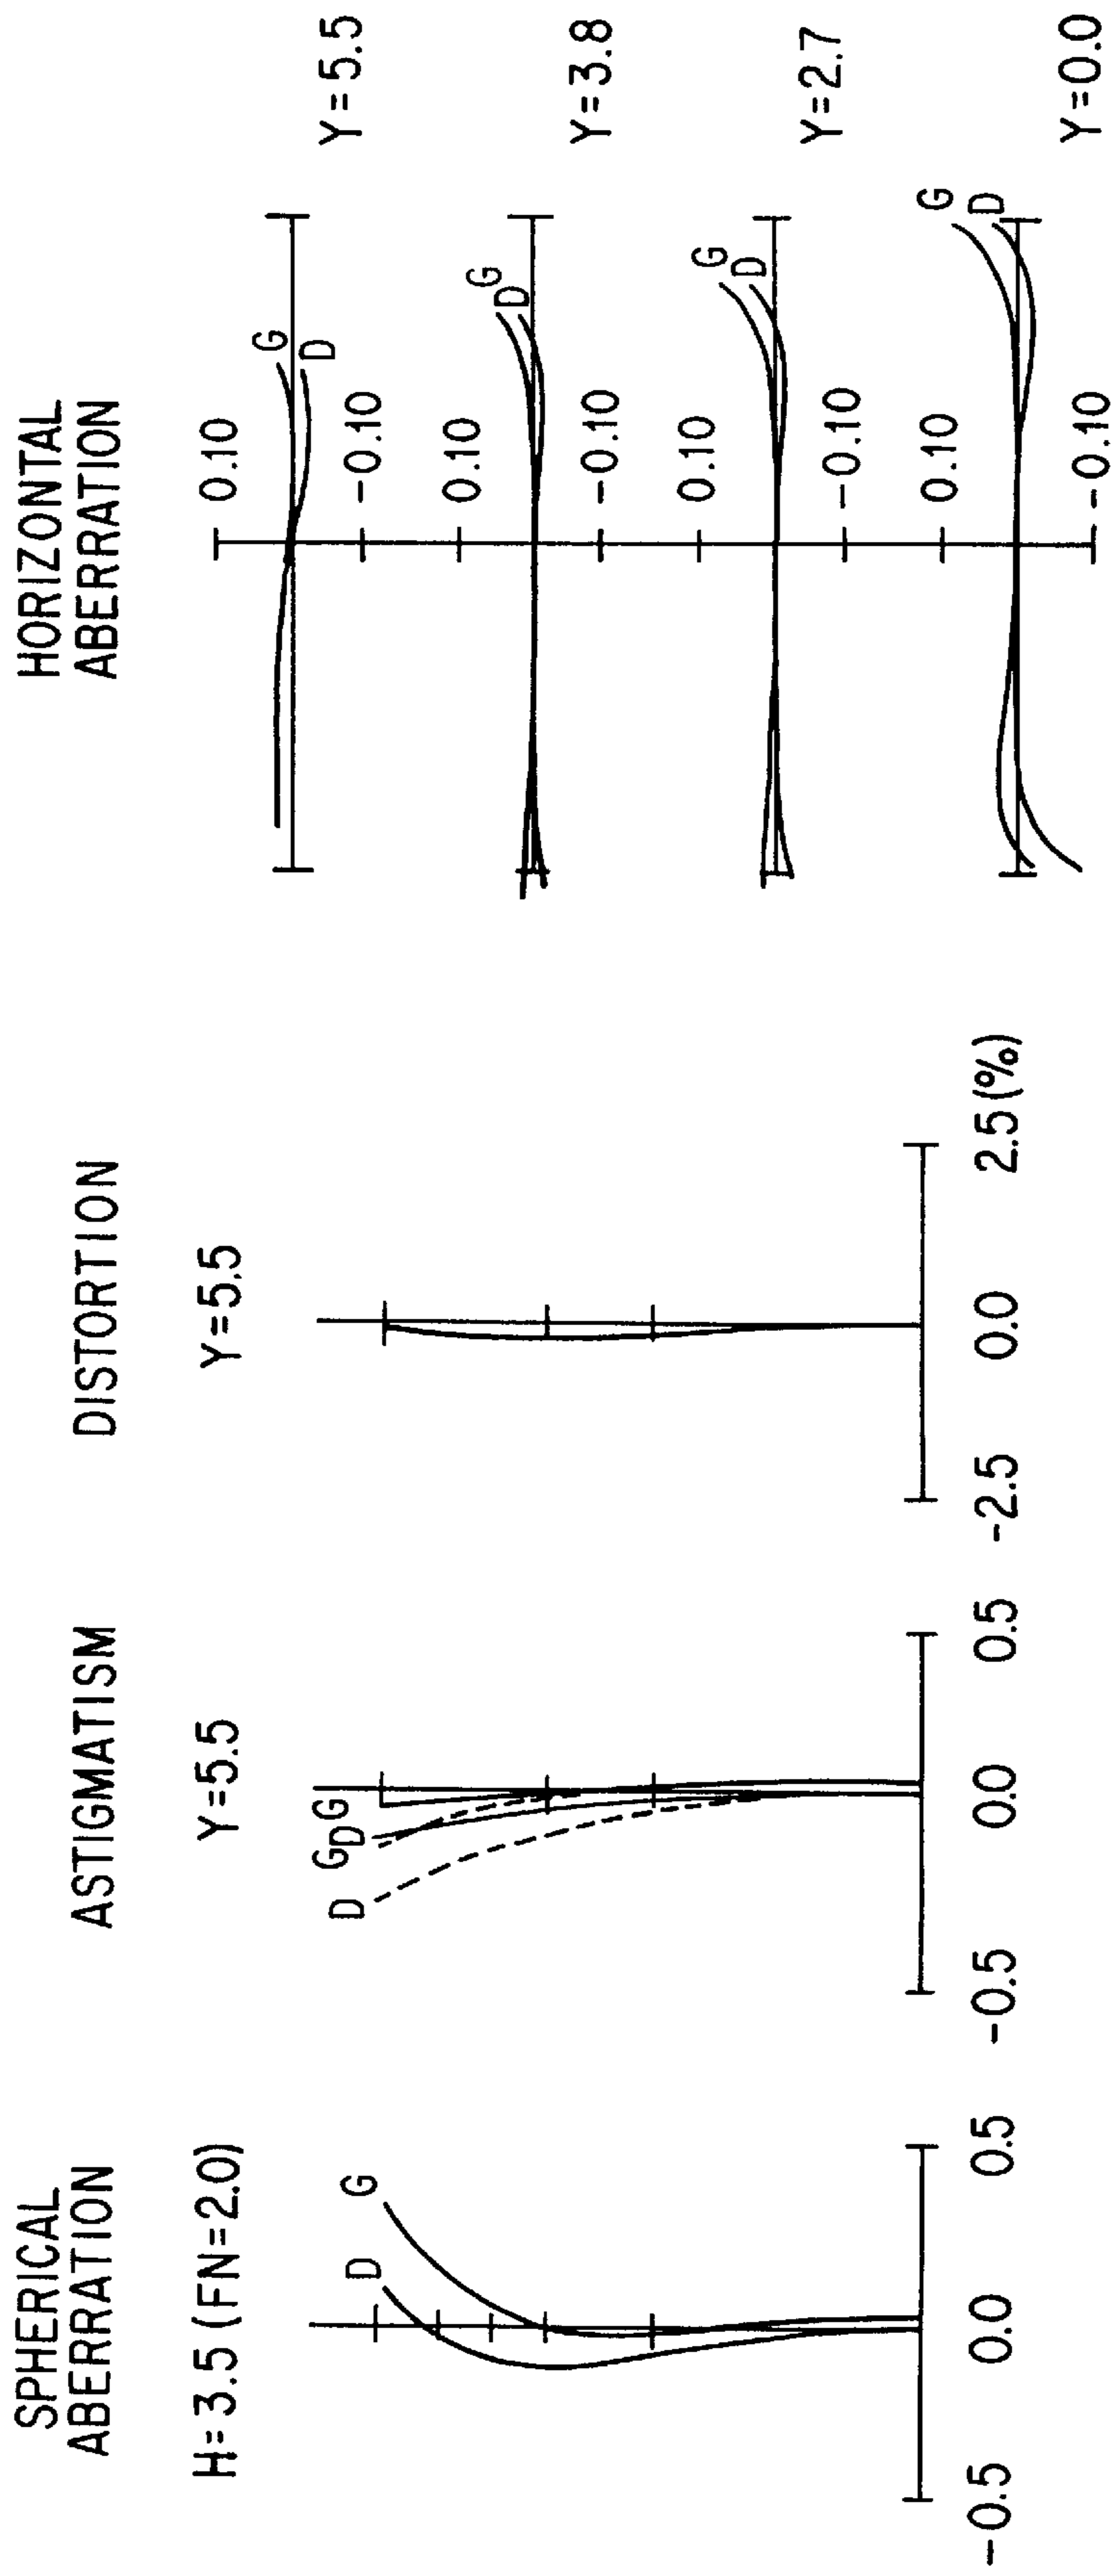 SPHERICAL
ABERRATION
H=3.5 (FN=2.0)
D
G
-0.5
0.0
0.5
ASTIGMATISM
Y=5.5
D
G
D
G
-0.5
0.0
0.5
DISTORTION
Y=5.5
-2.5
0.0
2.5(%)
HORIZONTAL
ABERRATION
0.10
G
D
-0.10
Y=5.5
0.10
G
D
-0.10
Y=3.8
0.10
G
D
-0.10
Y=2.7
0.10
G
D
-0.10
Y=0.0